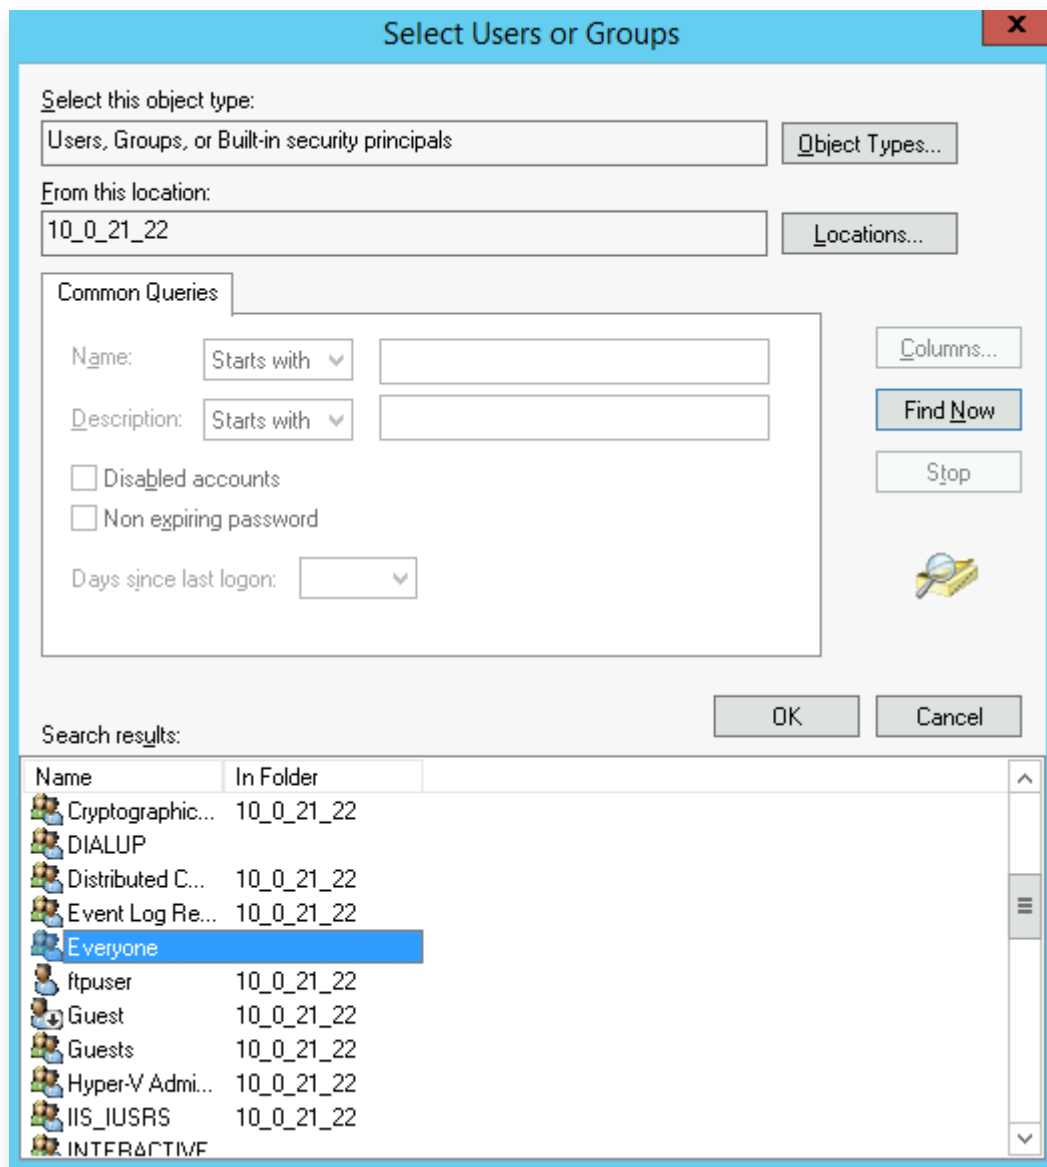 Select Users or Groups
x
Select this object type:
Users, Groups, or Built-in security principals
Object Types...
From this location:
10_0_21_22
Locations...
Common Queries
Name:
Starts with
Columns...
Description:
Starts with
Find Now
Disabled accounts
Stop
Non expiring password
Days since last logon:
OK
Cancel
Search results:
Name In Folder
Cryptographic... 10_0_21_22
DIALUP
Distributed C... 10_0_21_22
Event Log Re... 10_0_21_22
Everyone
ftpuser 10_0_21_22
Guest 10_0_21_22
Guests 10_0_21_22
Hyper-V Admi... 10_0_21_22
IIS_IUSRS 10_0_21_22
INTERACTIVE